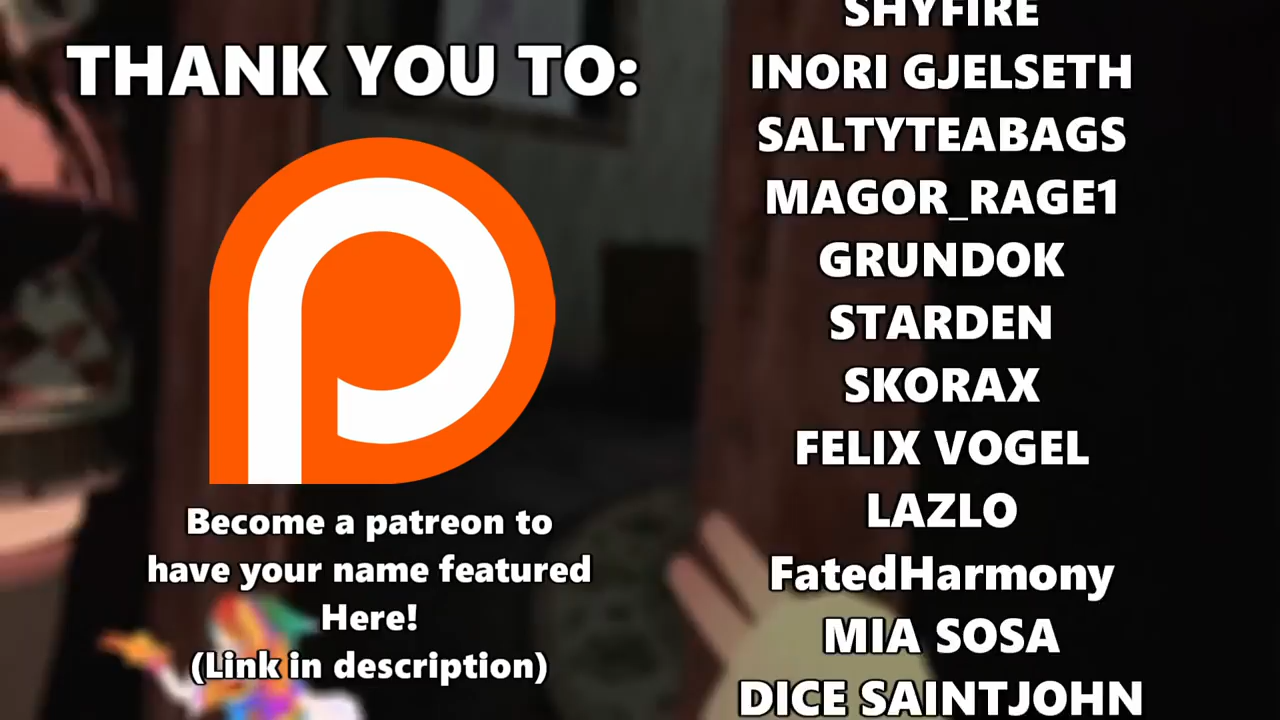 THANK YOU TO:
Become a patreon to
have your name featured
Here!
(Link in description)
SHYFIRE
INORI GJELSETH
SALTYTEABAGS
MAGOR_RAGE1
GRUNDOK
STARDEN
SKORAX
FELIX VOGEL
LAZLO
FatedHarmony
MIA SOSA
DICE SAINTJOHN